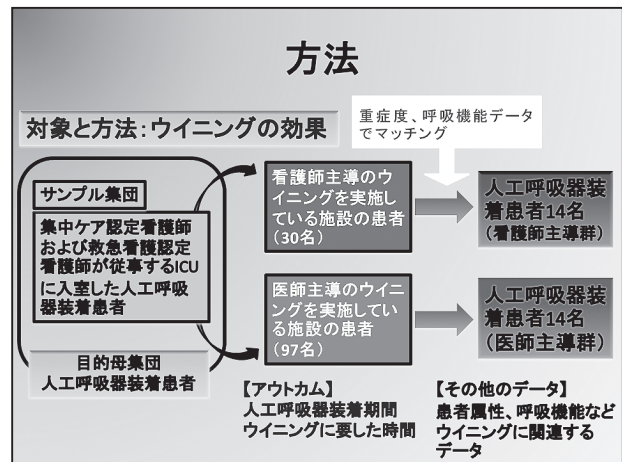 方法
対象と方法：ウイニングの効果
重症度、呼吸機能データ
でマッチング
サンプル集団
集中ケア認定看護師
および救急看護認定
看護師が従事するICU
に入室した人工呼吸
器装着患者
目的母集団
人工呼吸器装着患者
看護師主導のウ
イニングを実施し
ている施設の患者
（30名）
人工呼吸器装
着患者14名
（看護師主導群）
医師主導のウイニ
ングを実施してい
る施設の患者
（97名）
人工呼吸器装
着患者14名
（医師主導群）
【アウトカム】
人工呼吸器装着期間
ウイニングに要した時間
【その他のデータ】
患者属性、呼吸機能など
ウイニングに関連する
データ